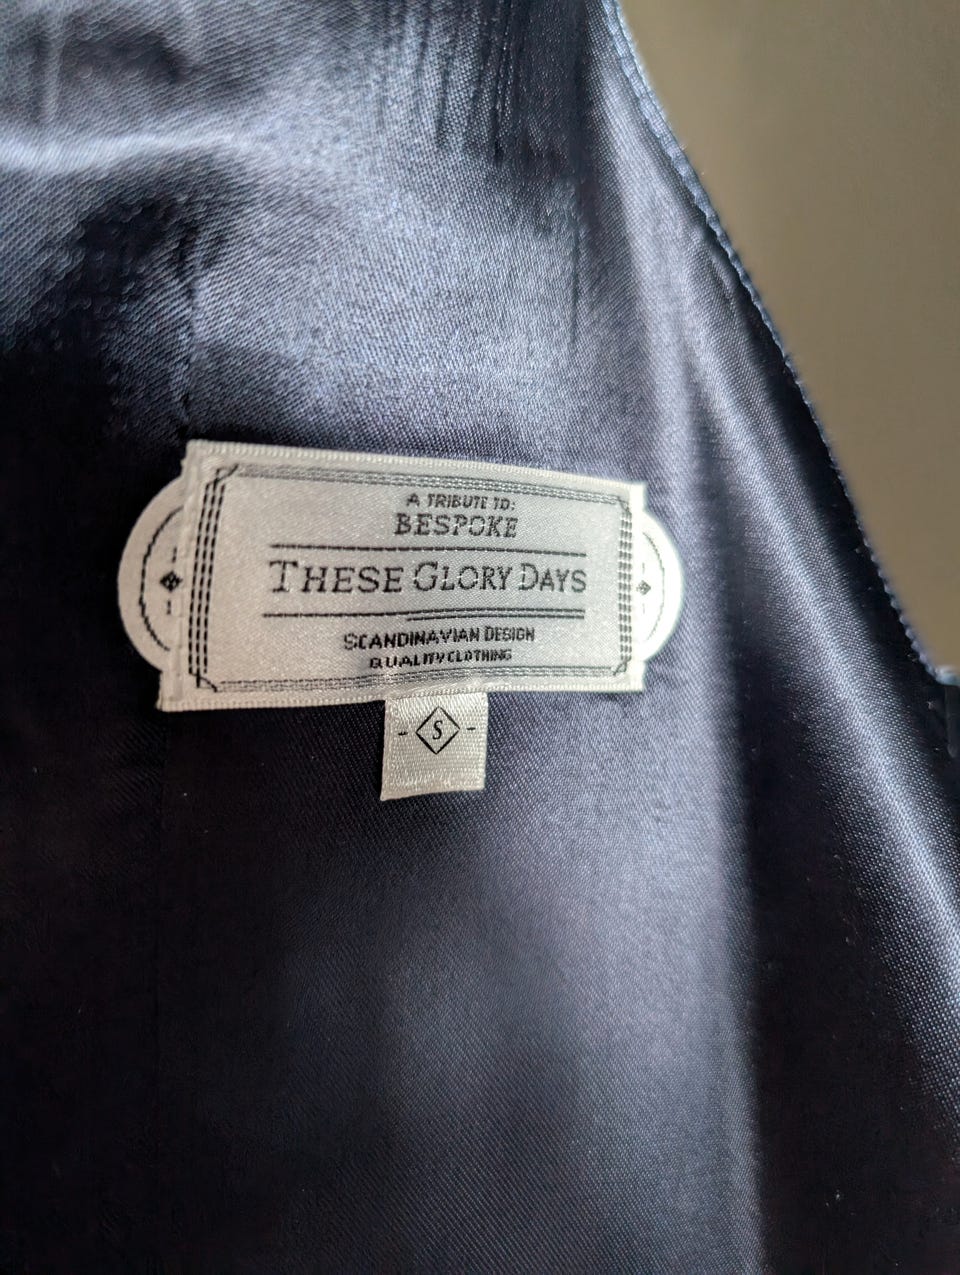 A TRIBUTE TO:
BESPOKE
THESE GLORY DAYS
SCANDINAVIAN DESIGN
QUALITY CLOTHING
- S -